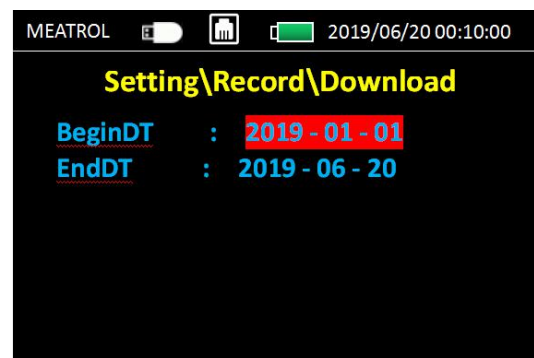 MEATROL 2019/06/20 00:10:00
Setting\Record\Download
BeginDT : 2019 - 01 - 01
EndDT : 2019 - 06 - 20